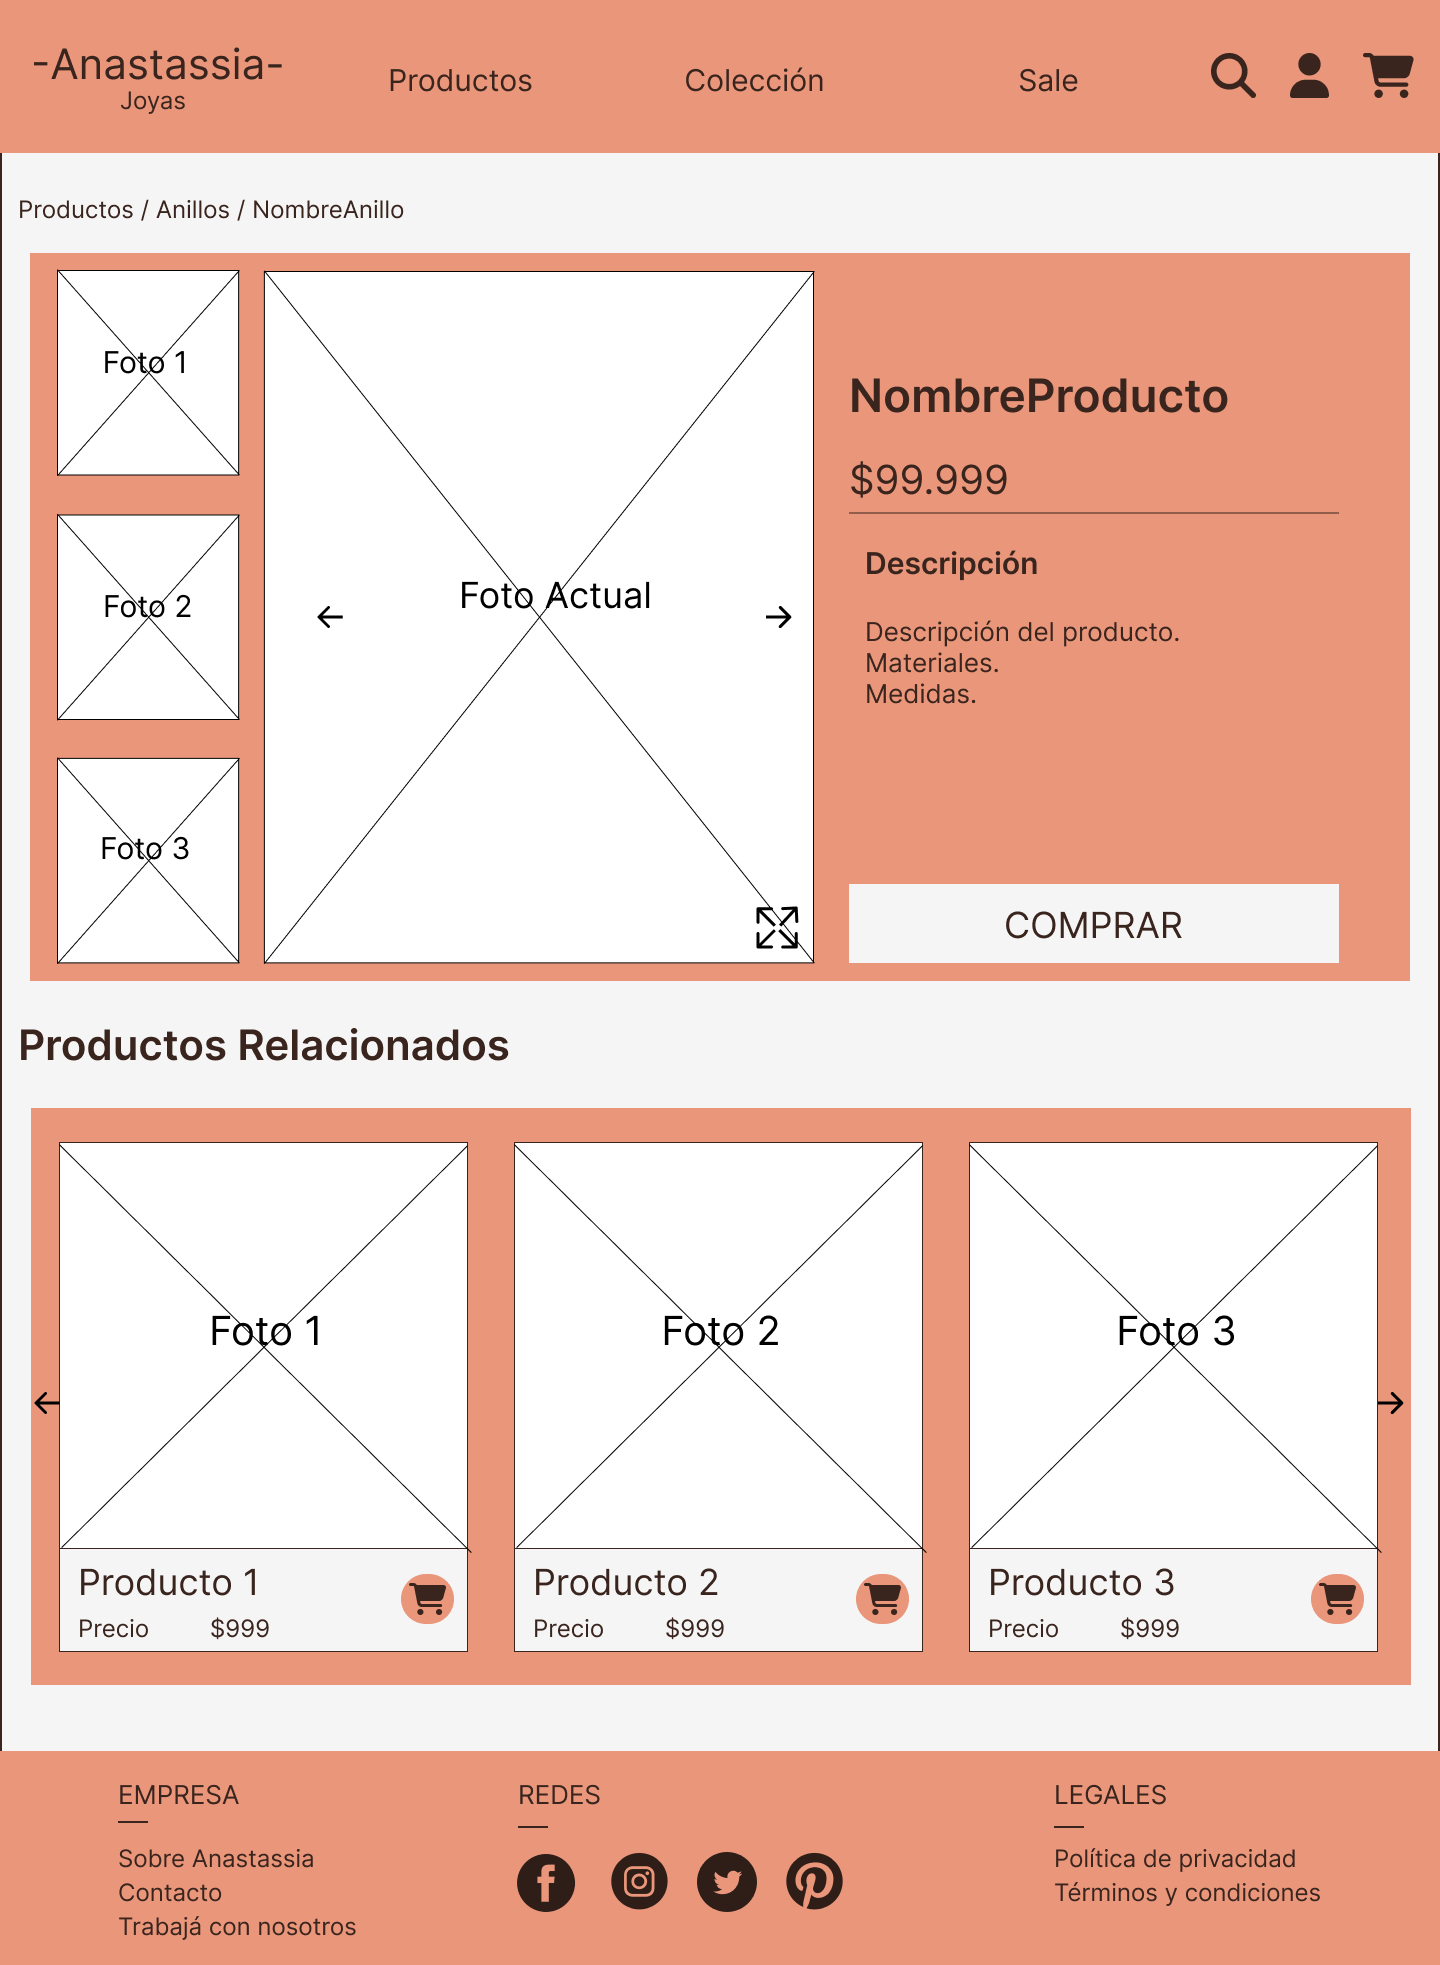 -Anastassia-
Joyas
Productos
Colección
Sale
Productos / Anillos / NombreAnillo
Foto 1
Foto 2
Foto 3
Foto Actual
NombreProducto
$99.999
Descripción
Descripción del producto.
Materiales.
Medidas.
COMPRAR
Productos Relacionados
Foto 1
Producto 1
Precio $999
Foto 2
Producto 2
Precio $999
Foto 3
Producto 3
Precio $999
EMPRESA
Sobre Anastassia
Contacto
Trabajá con nosotros
REDES
LEGALES
Política de privacidad
Términos y condiciones